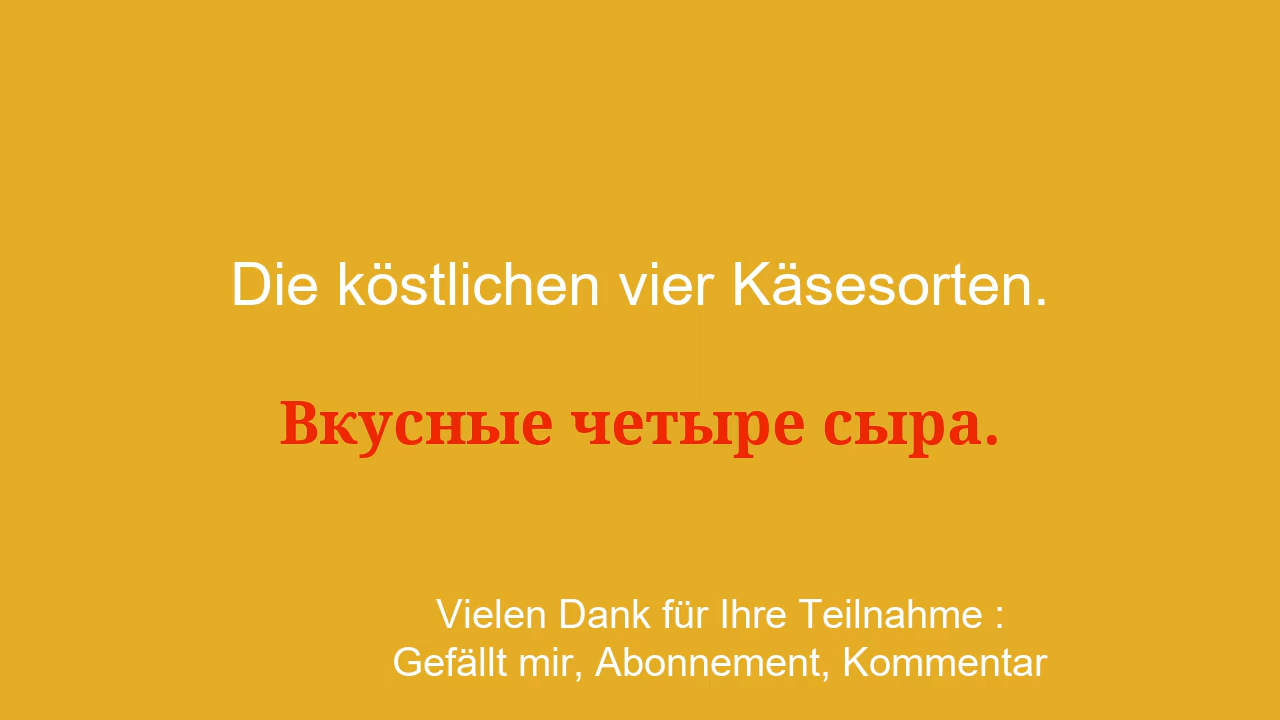 Die köstlichen vier Käsesorten.
Вкусные четыре сыра.
Vielen Dank für Ihre Teilnahme :
Gefällt mir, Abonnement, Kommentar